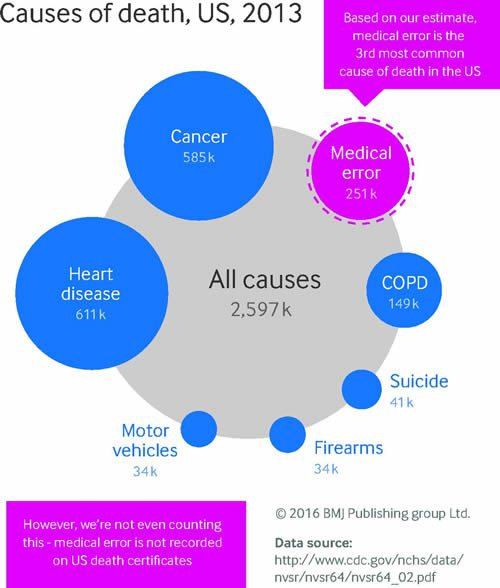 Causes of death, US, 2013
Based on our estimate,
medical error is the
3rd most common
cause of death in the US
Cancer
585k
Medical
error
251k
Heart
disease
611k
All causes
2,597k
COPD
149k
Suicide
41k
Motor
vehicles
34k
Firearms
34k
However, we're not even counting
this - medical error is not recorded
on US death certificates
© 2016 BMJ Publishing group Ltd.
Data source:
http://www.cdc.gov/nchs/data/
nvsr/nvsr64/nvsr64_02.pdf